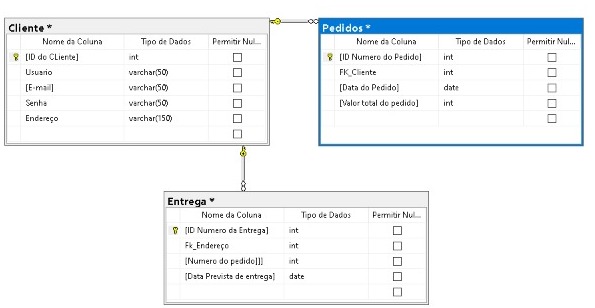 Cliente *
Nome da Coluna Tipo de Dados Permitir Nul...
[ID do CLiente] int
Usuario varchar(50)
[E-mail] varchar(50)
Senha varchar(50)
Endereço varchar(150)
Pedidos *
Nome da Coluna Tipo de Dados Permitir Nul...
[ID Numero do Pedido] int
FK_Cliente int
[Data do Pedido] date
[Valor total do pedido] int
Entrega *
Nome da Coluna Tipo de Dados Permitir Nul...
[ID Numero da Entrega] int
Fk_Endereço int
[Numero do pedido]]] int
[Data Prevista de entrega] date